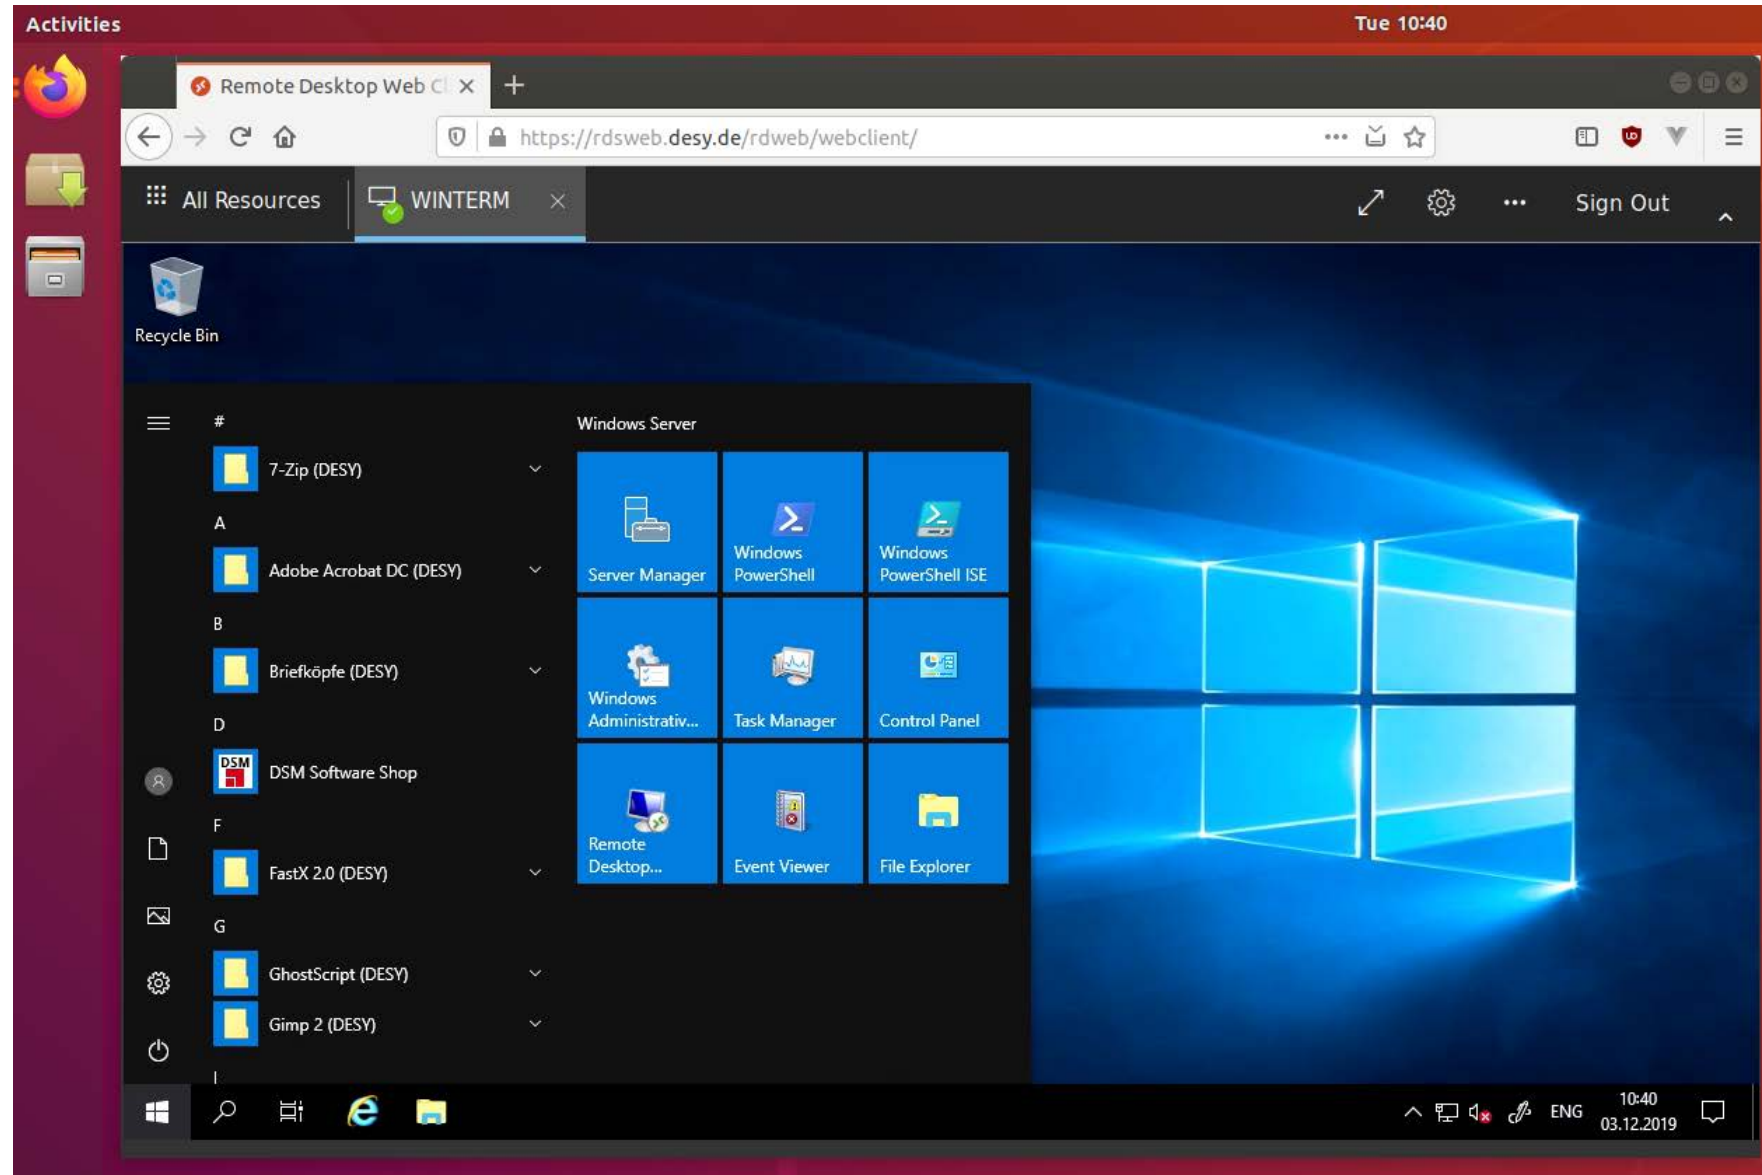 Activities
Tue 10:40
Remote Desktop Web Cl
https://rdsweb.desy.de/rdweb/webclient/
All Resources
WINTERM
Sign Out
Recycle Bin
#
7-Zip (DESY)
A
Adobe Acrobat DC (DESY)
B
Briefköpfe (DESY)
D
DSM
DSM Software Shop
F
FastX 2.0 (DESY)
G
GhostScript (DESY)
Gimp 2 (DESY)
I
Windows Server
Server Manager
Windows
PowerShell
Windows
PowerShell ISE
Windows
Administrativ...
Task Manager
Control Panel
Remote
Desktop...
Event Viewer
File Explorer
ENG
10:40
03.12.2019